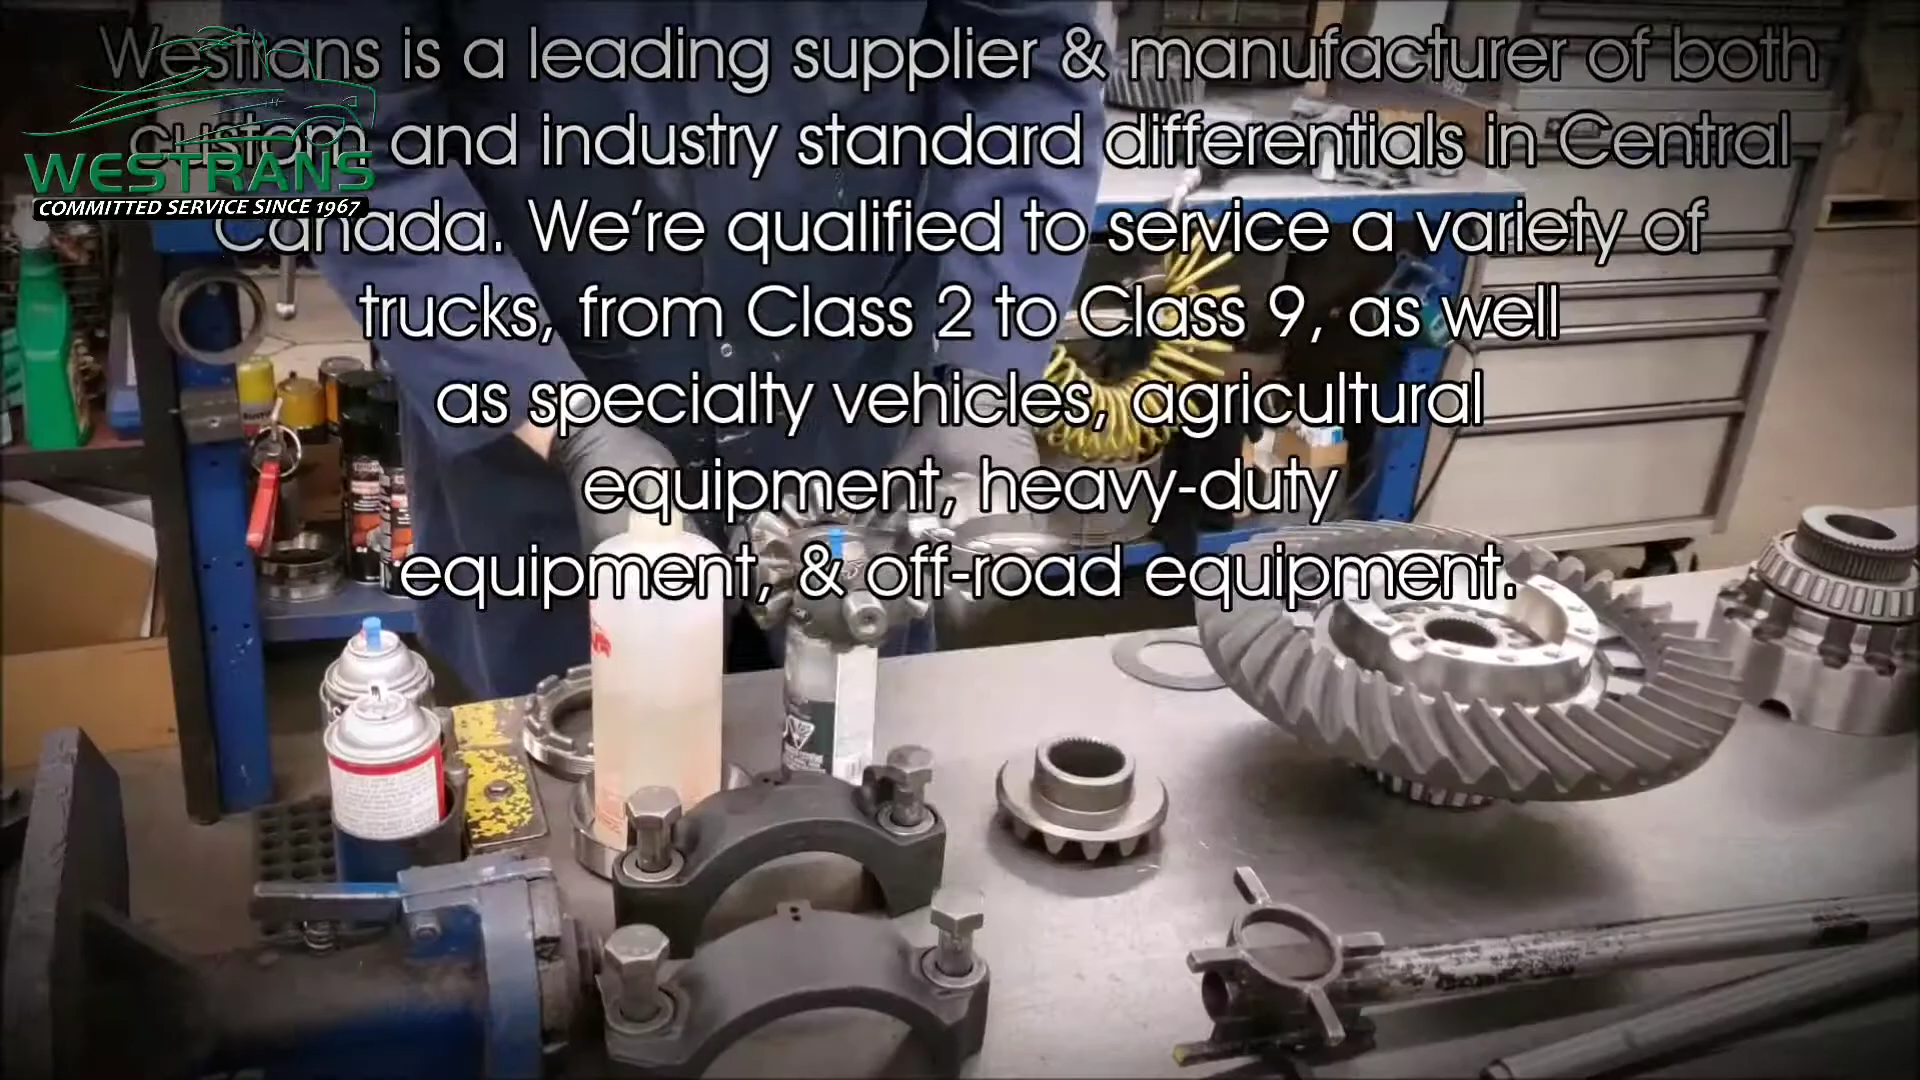 Westrans is a leading supplier & manufacturer of both
custom and industry standard differentials in Central
Canada. We’re qualified to service a variety of
trucks, from Class 2 to Class 9, as well
as specialty vehicles, agricultural
equipment, heavy-duty
equipment, & off-road equipment.
WESTRANS
COMMITTED SERVICE SINCE 1967